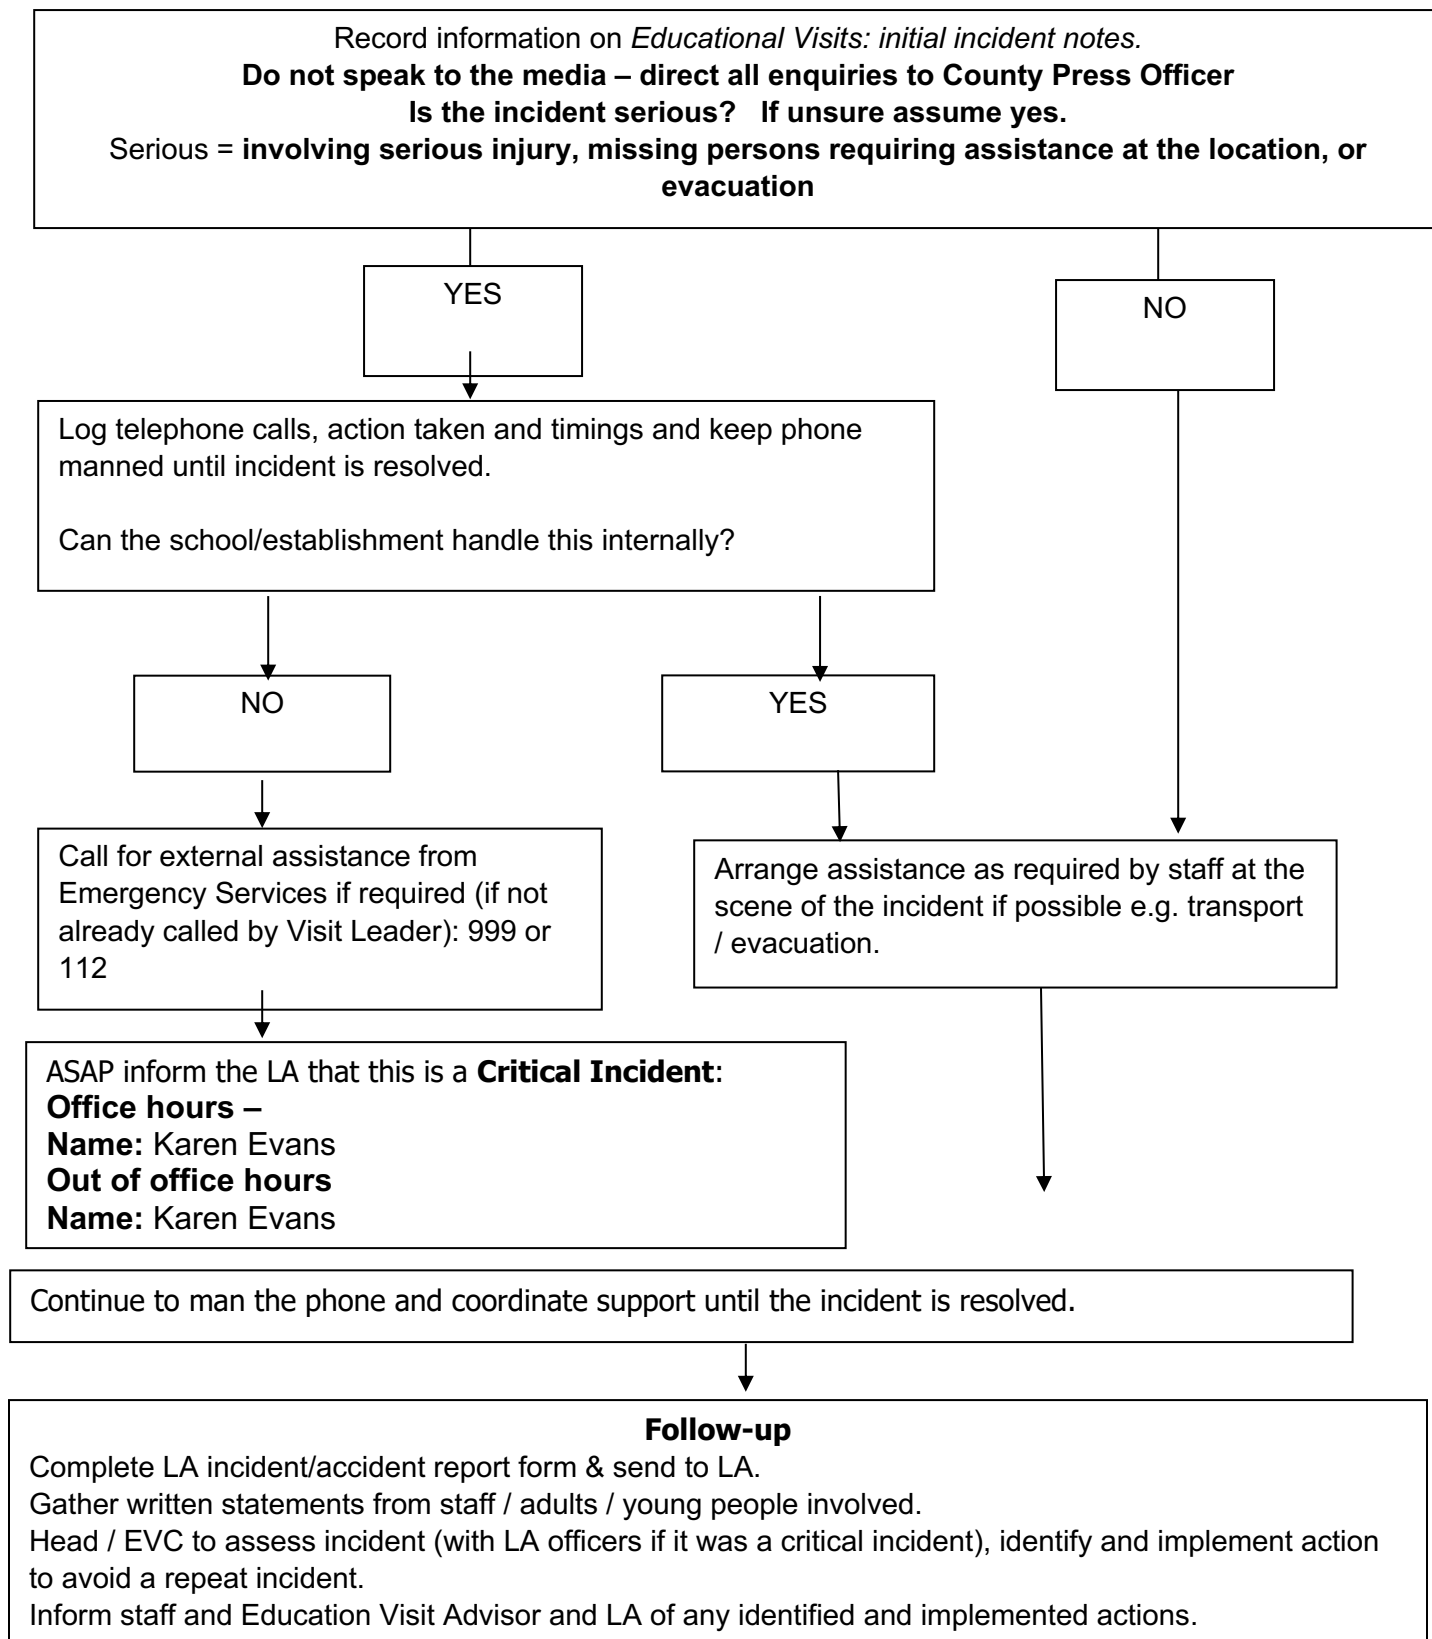 Record information on Educational Visits: initial incident notes.
Do not speak to the media – direct all enquiries to County Press Officer
Is the incident serious?   If unsure assume yes.
Serious = involving serious injury, missing persons requiring assistance at the location, or
evacuation
YES
NO
Log telephone calls, action taken and timings and keep phone
manned until incident is resolved.
Can the school/establishment handle this internally?
NO
YES
Call for external assistance from
Emergency Services if required (if not
already called by Visit Leader): 999 or
112
Arrange assistance as required by staff at the
scene of the incident if possible e.g. transport
/ evacuation.
ASAP inform the LA that this is a Critical Incident:
Office hours –
Name: Karen Evans
Out of office hours
Name: Karen Evans
Continue to man the phone and coordinate support until the incident is resolved.
Follow-up
Complete LA incident/accident report form & send to LA.
Gather written statements from staff / adults / young people involved.
Head / EVC to assess incident (with LA officers if it was a critical incident), identify and implement action
to avoid a repeat incident.
Inform staff and Education Visit Advisor and LA of any identified and implemented actions.